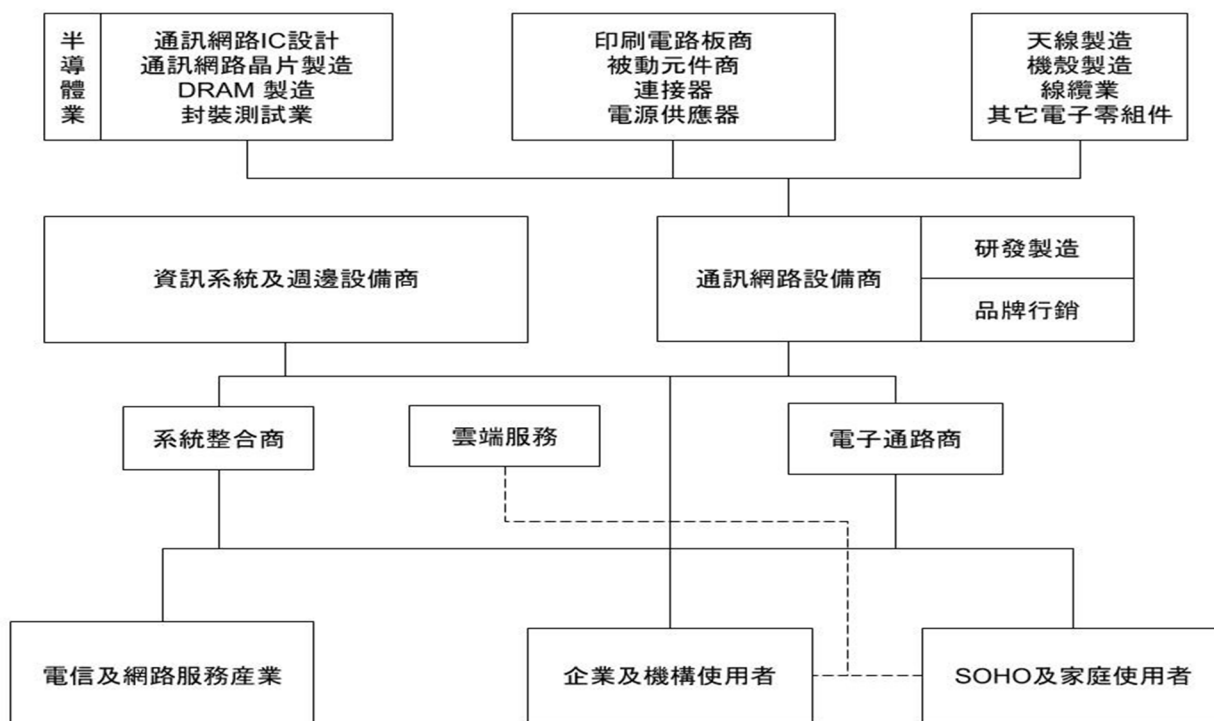 半導體業
通訊網路IC設計
通訊網路晶片製造
DRAM 製造
封裝測試業
印刷電路板商
被動元件商
連接器
電源供應器
天線製造
機殼製造
線纜業
其它電子零組件
資訊系統及週邊設備商
通訊網路設備商
研發製造
品牌行銷
系統整合商
雲端服務
電子通路商
電信及網路服務産業
企業及機構使用者
SOHO及家庭使用者